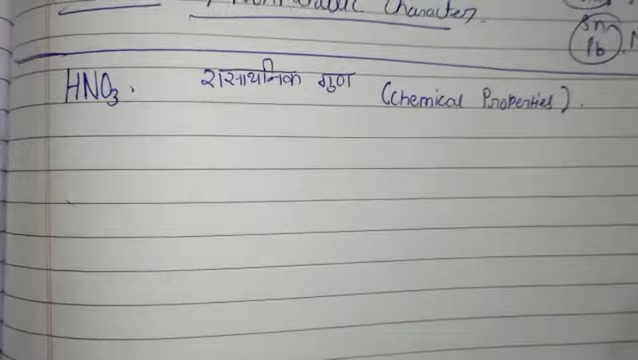 Character
Sn
Pb
HNO3. रासायनिक गुण (Chemical Properties).